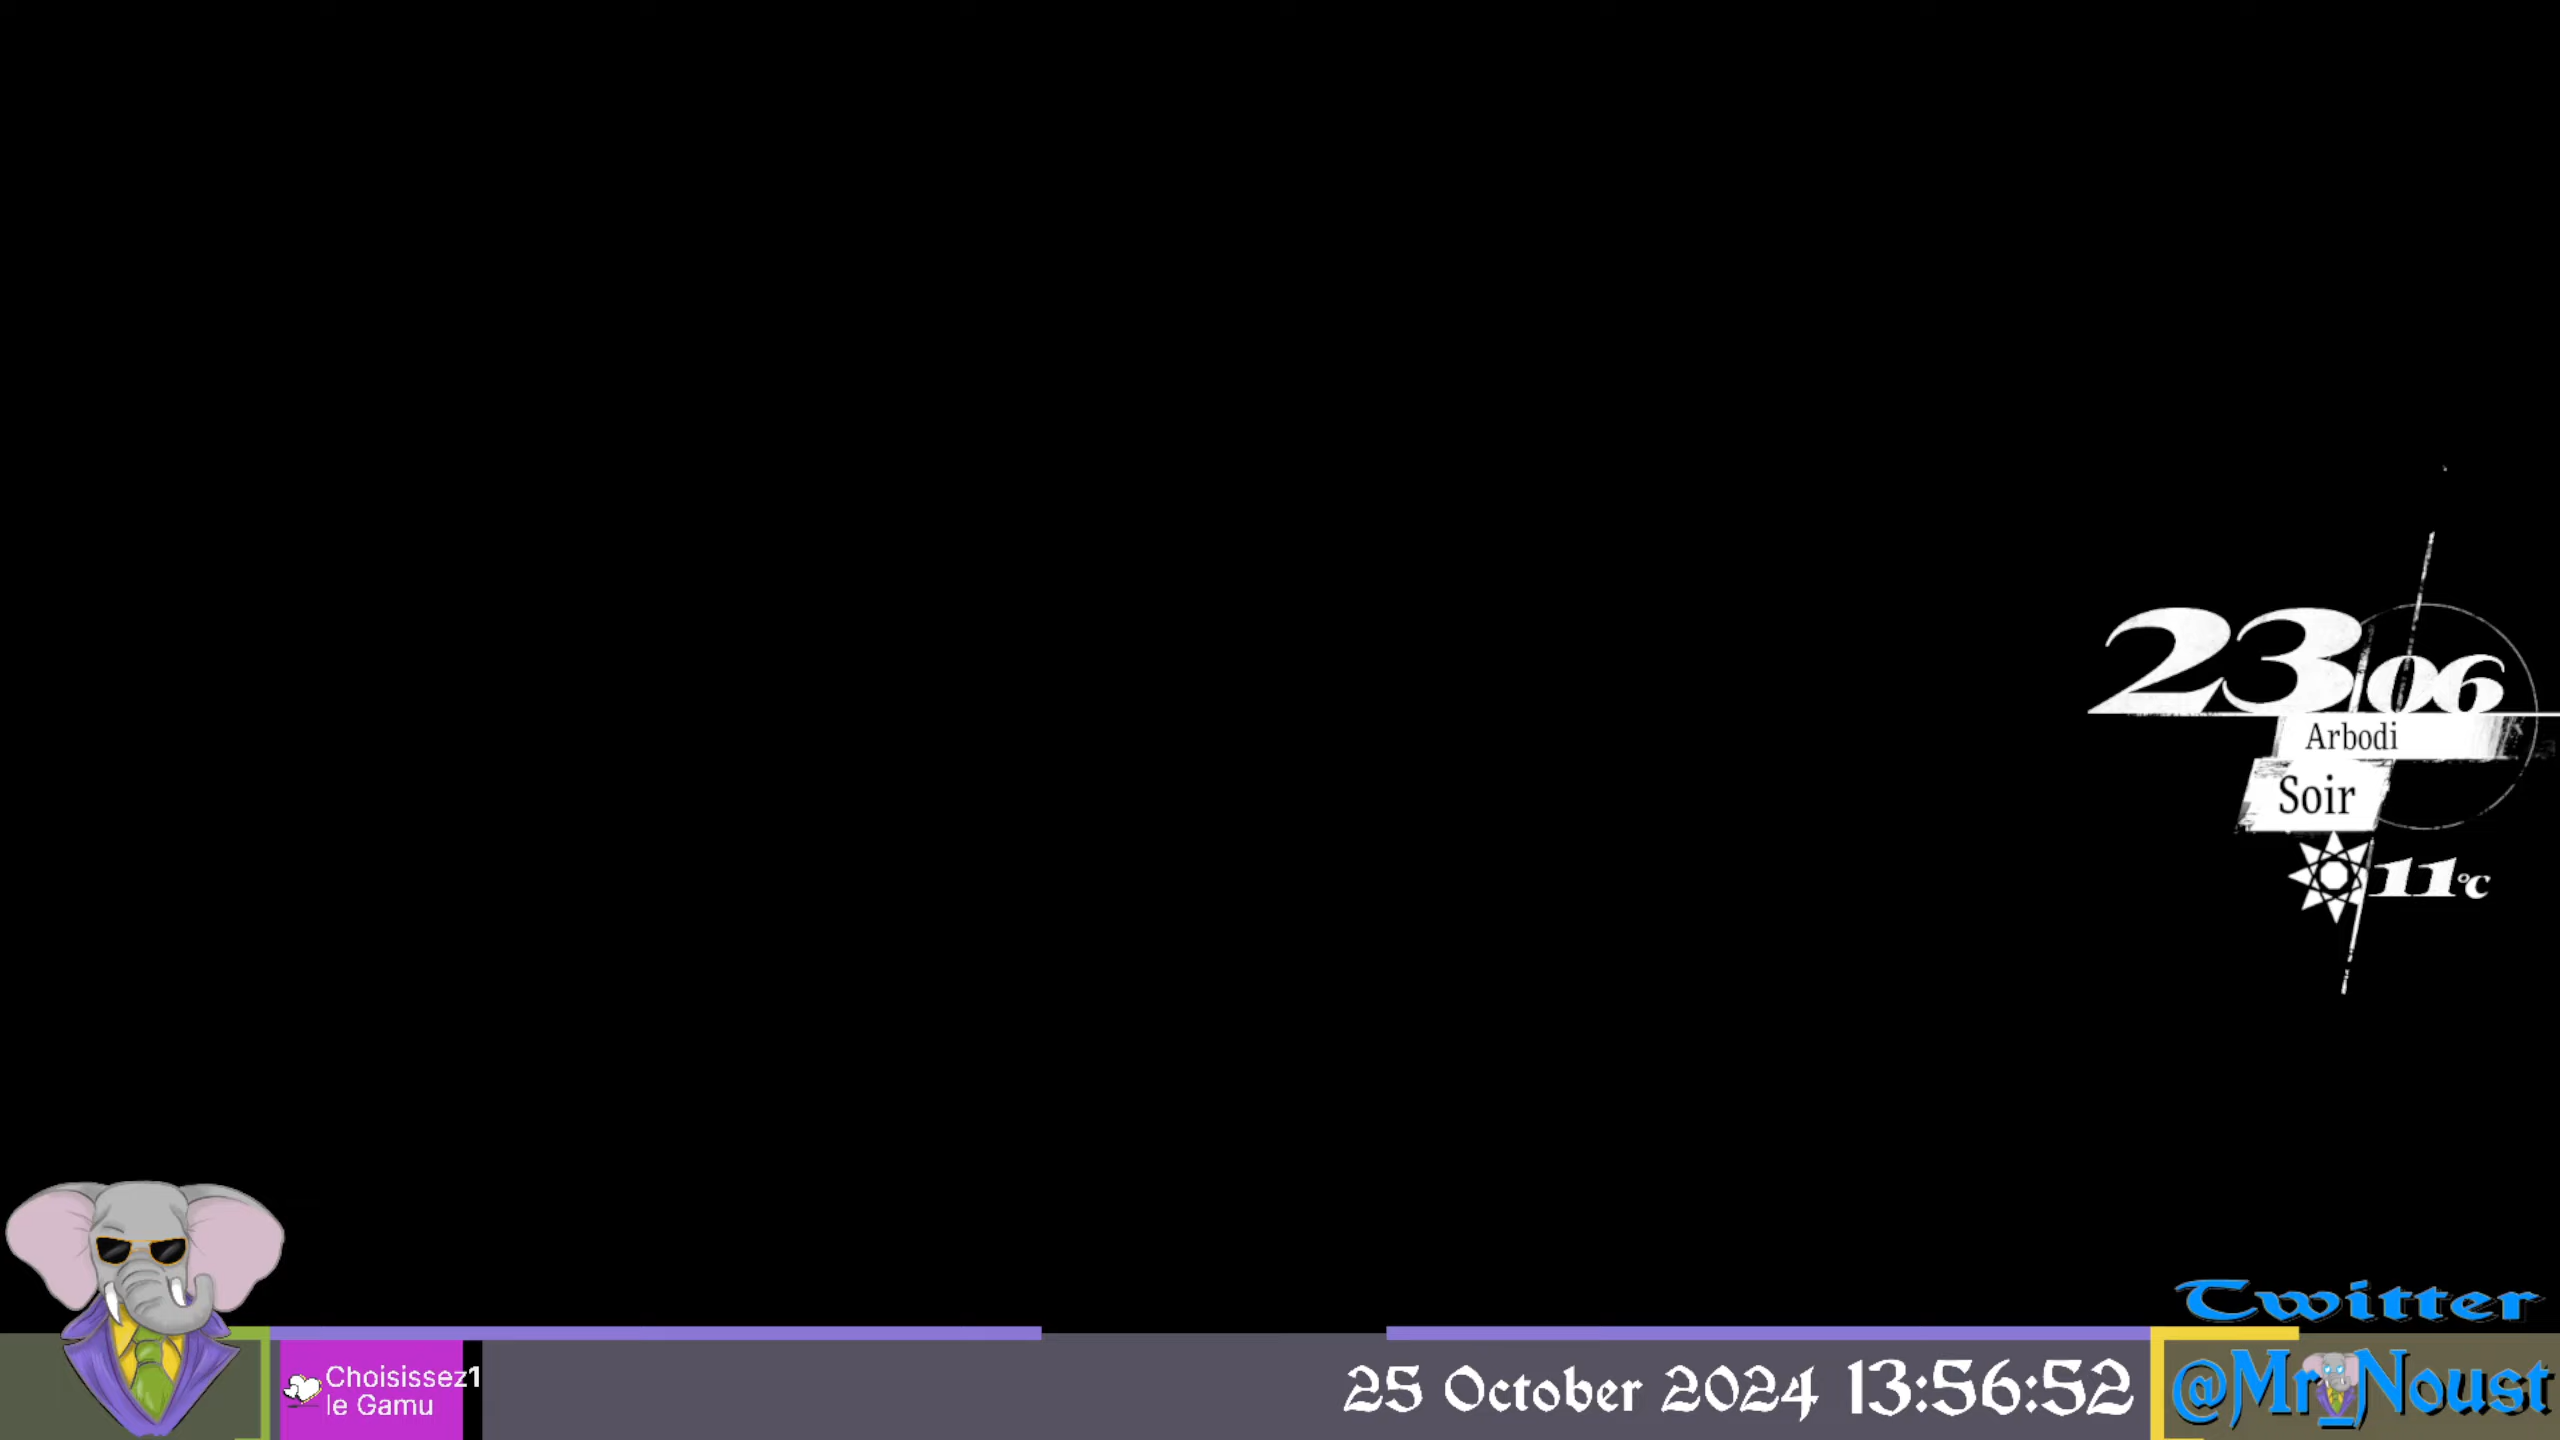 23/06
Arbodi
Soir
11°C
Twitter
Choisissez1
le Gamu
25 October 2024 13:56:52
@Mr_Noust